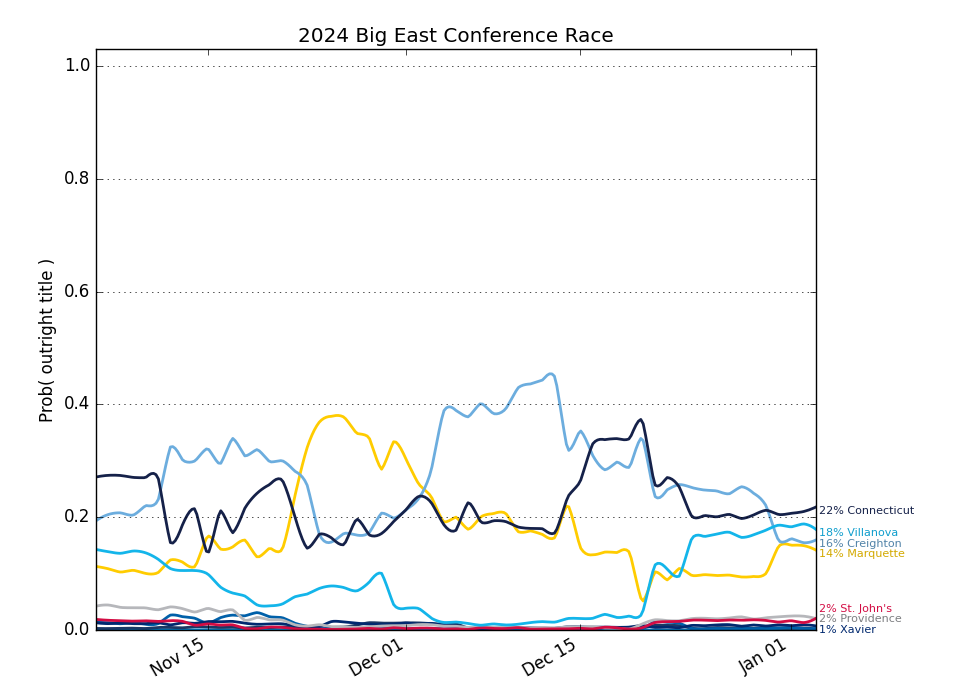 2024 Big East Conference Race
Prob( outright title )
1.0
0.8
0.6
0.4
0.2
0.0
Nov 15
Dec 01
Dec 15
Jan 01
22% Connecticut
18% Villanova
16% Creighton
14% Marquette
2% St. John's
2% Providence
1% Xavier